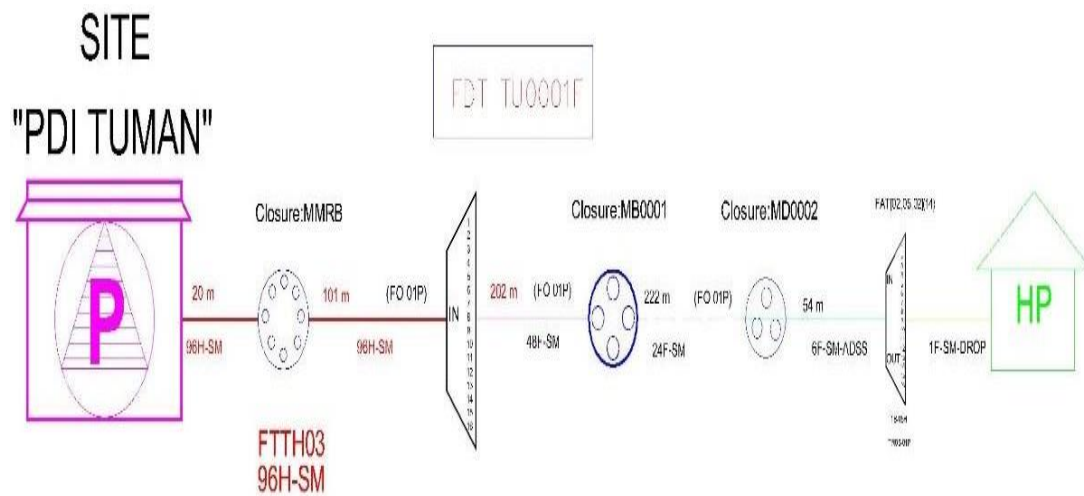 SITE
"PDI TUMAN"
FDT TU0001F
Closure:MMRB
Closure:MB0001
Closure:MD0002
P
20 m
96H-SM
101 m
96H-SM
(FO 01P)
IN
1
2
3
4
5
6
7
8
9
10
11
12
13
14
15
16
202 m
(FO 01P)
48F-SM
222 m
(FO 01P)
24F-SM
54 m
6F-SM-ADSS
IN
OUT
1F-SM-DROP
HP
FTTH03
96H-SM